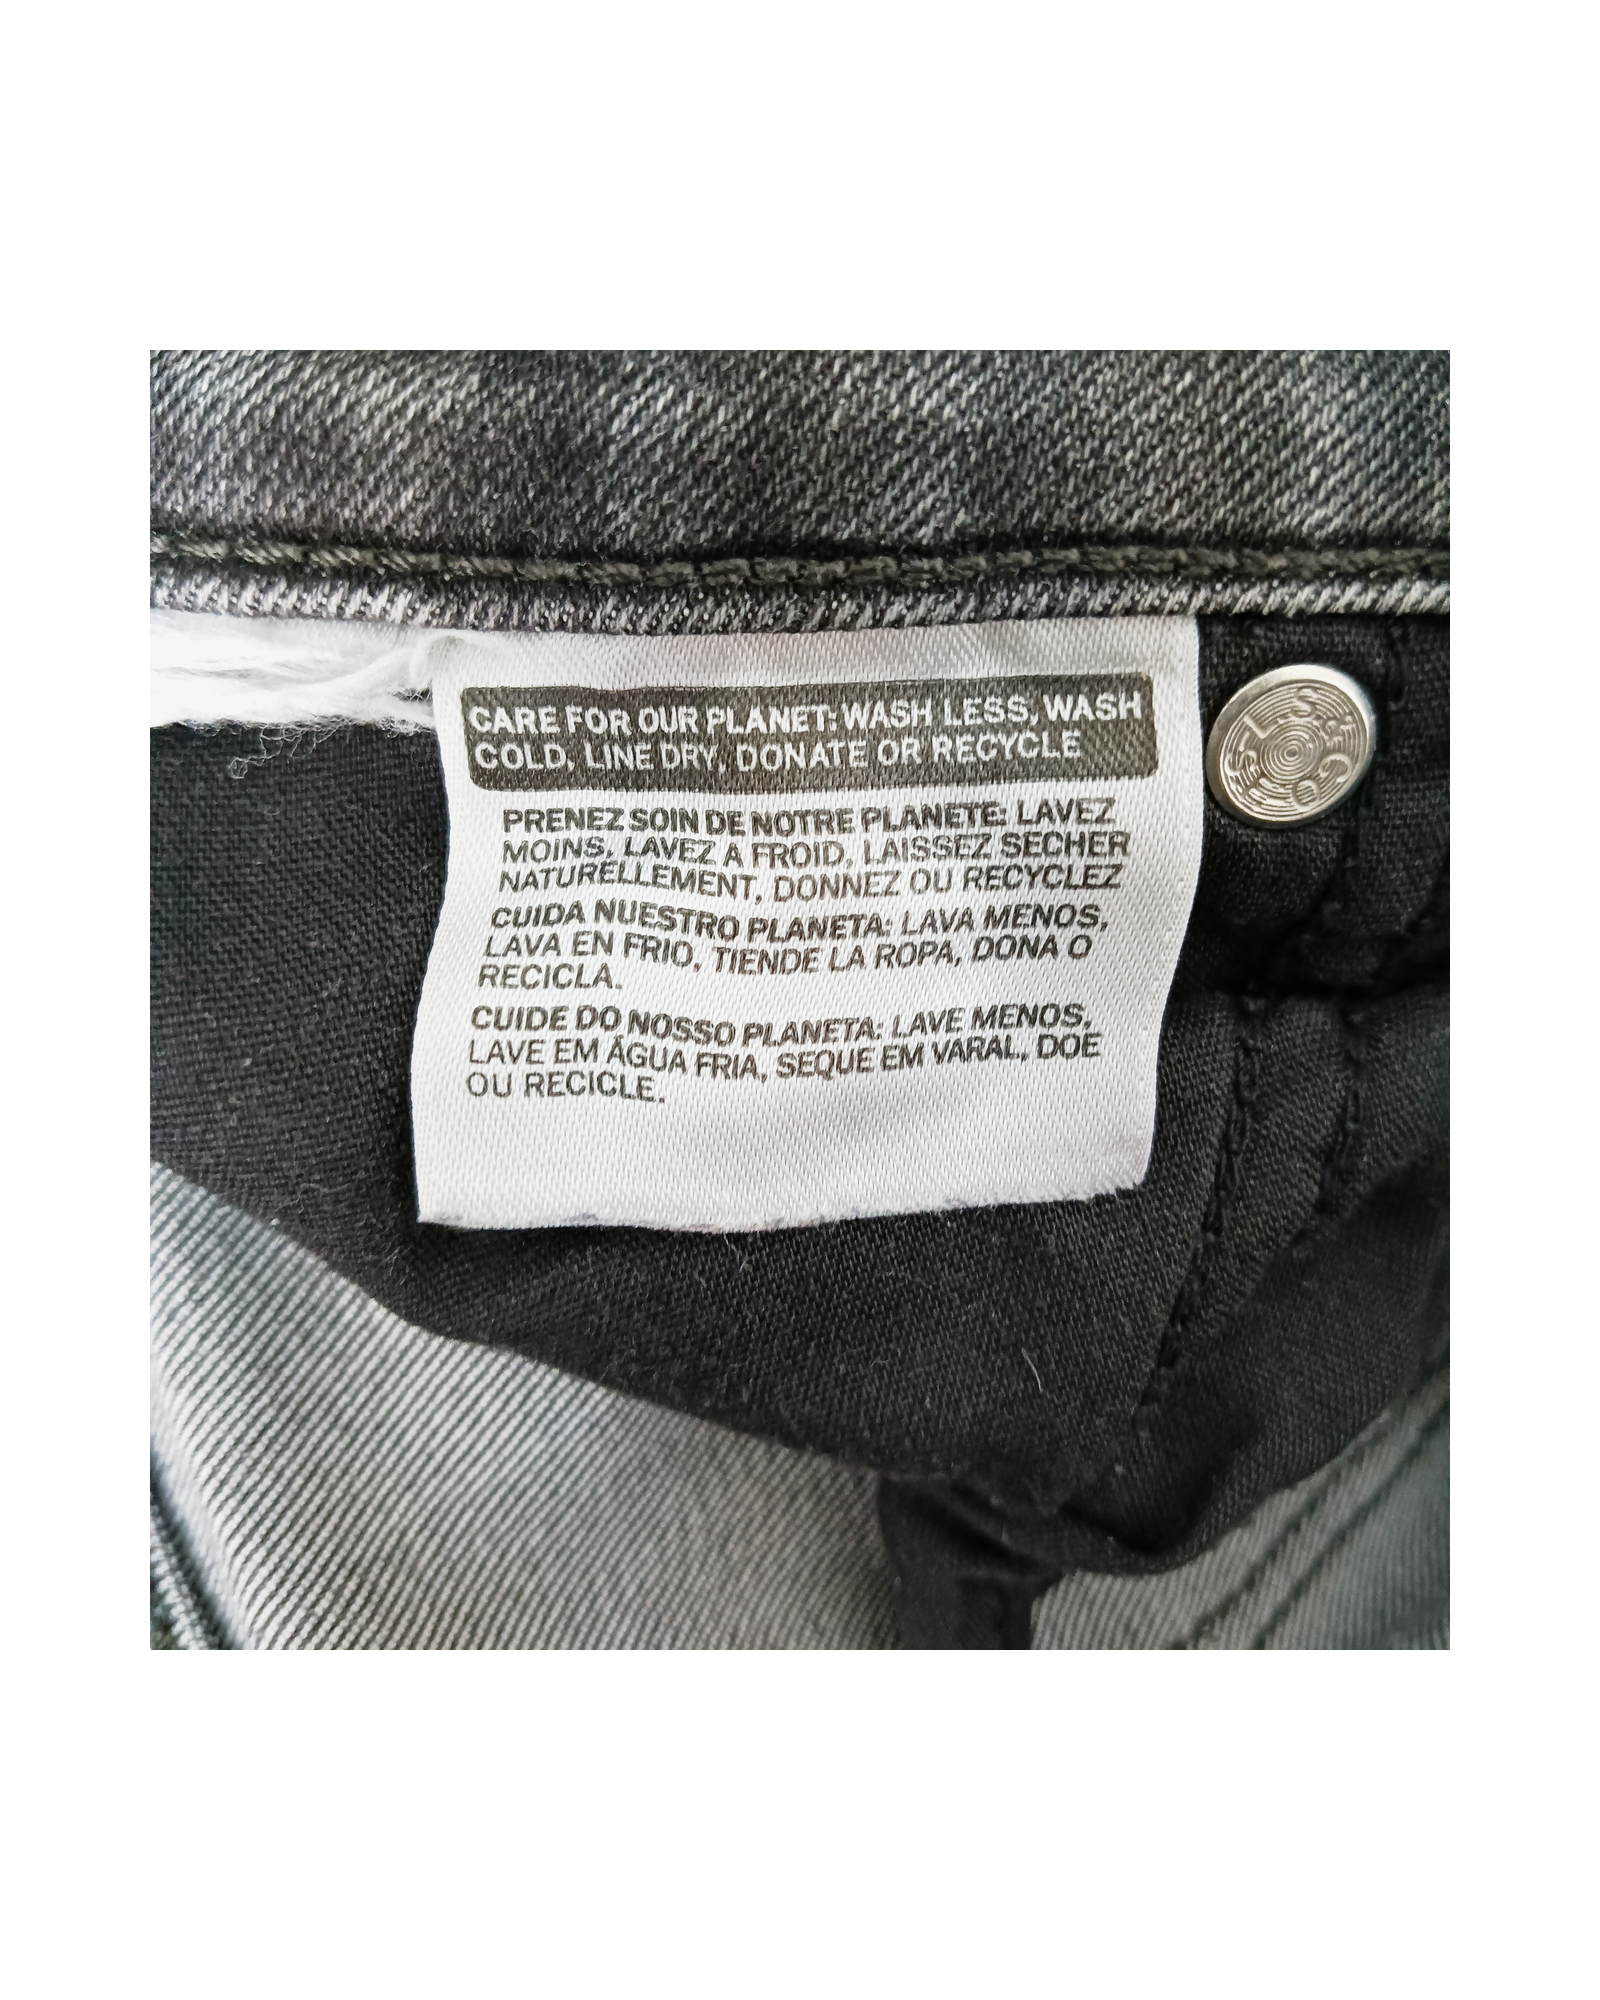 CARE FOR OUR PLANET: WASH LESS, WASH
COLD, LINE DRY, DONATE OR RECYCLE
PRENEZ SOIN DE NOTRE PLANETE: LAVEZ
MOINS, LAVEZ A FROID, LAISSEZ SECHER
NATURELLEMENT, DONNEZ OU RECYCLEZ
CUIDA NUESTRO PLANETA: LAVA MENOS,
LAVA EN FRIO, TIENDE LA ROPA, DONA O
RECICLA.
CUIDE DO NOSSO PLANETA: LAVE MENOS,
LAVE EM ÁGUA FRIA, SEQUE EM VARAL, DOE
OU RECICLE.
L.S.&CO.